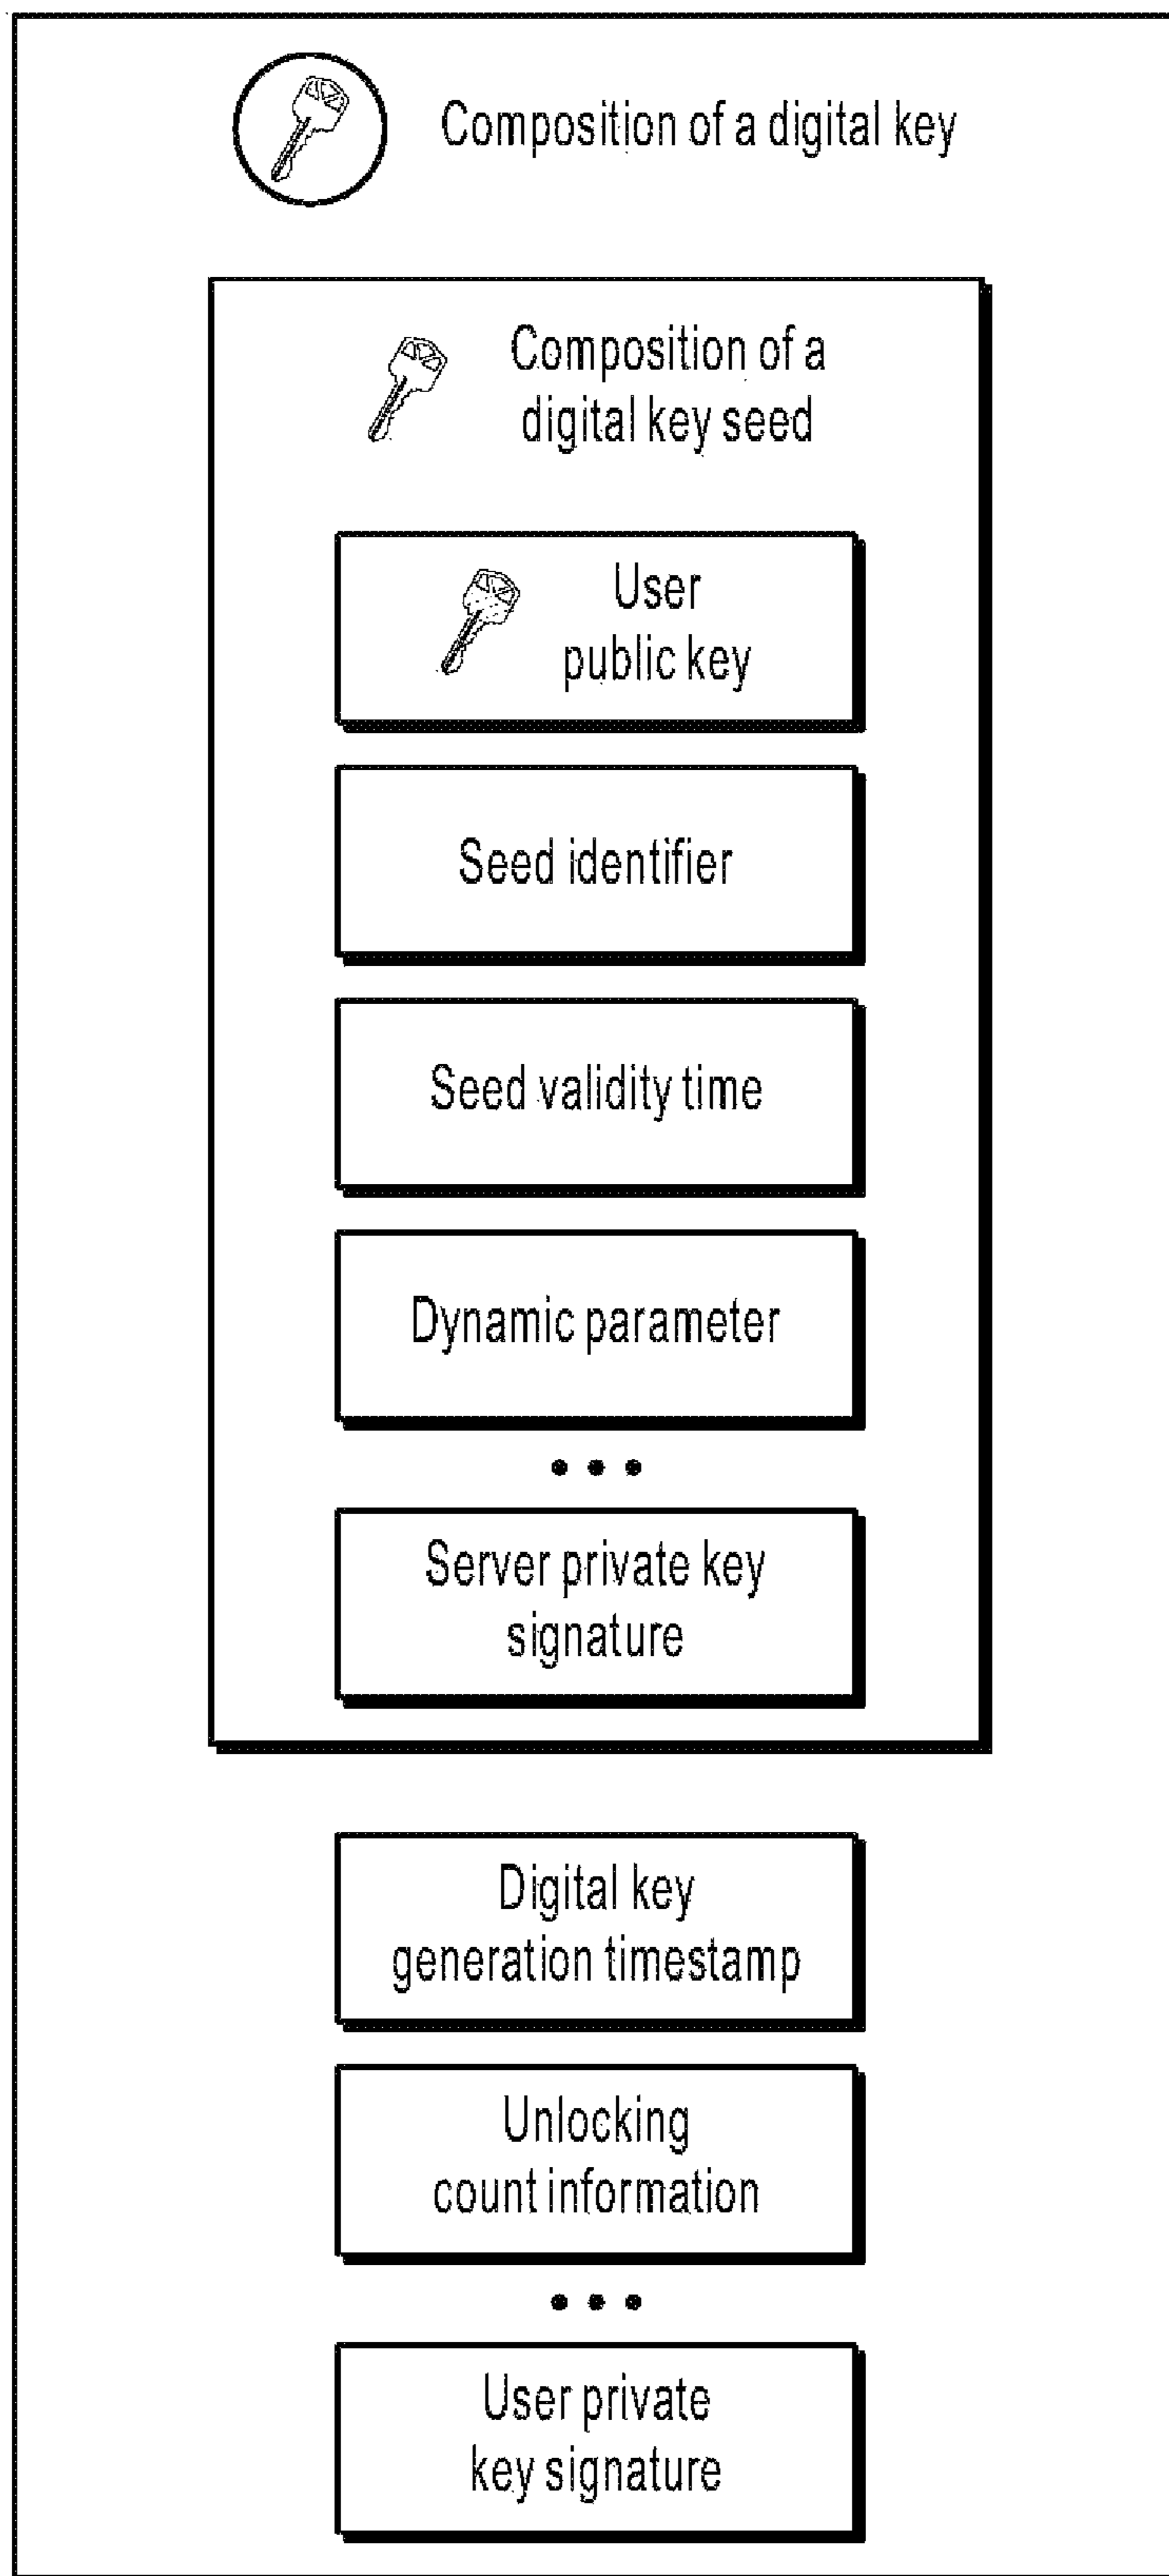 Composition of a digital key
Composition of a
digital key seed
User
public key
Seed identifier
Seed validity time
Dynamic parameter
• • •
Server private key
signature
Digital key
generation timestamp
Unlocking
count information
• • •
User private
key signature